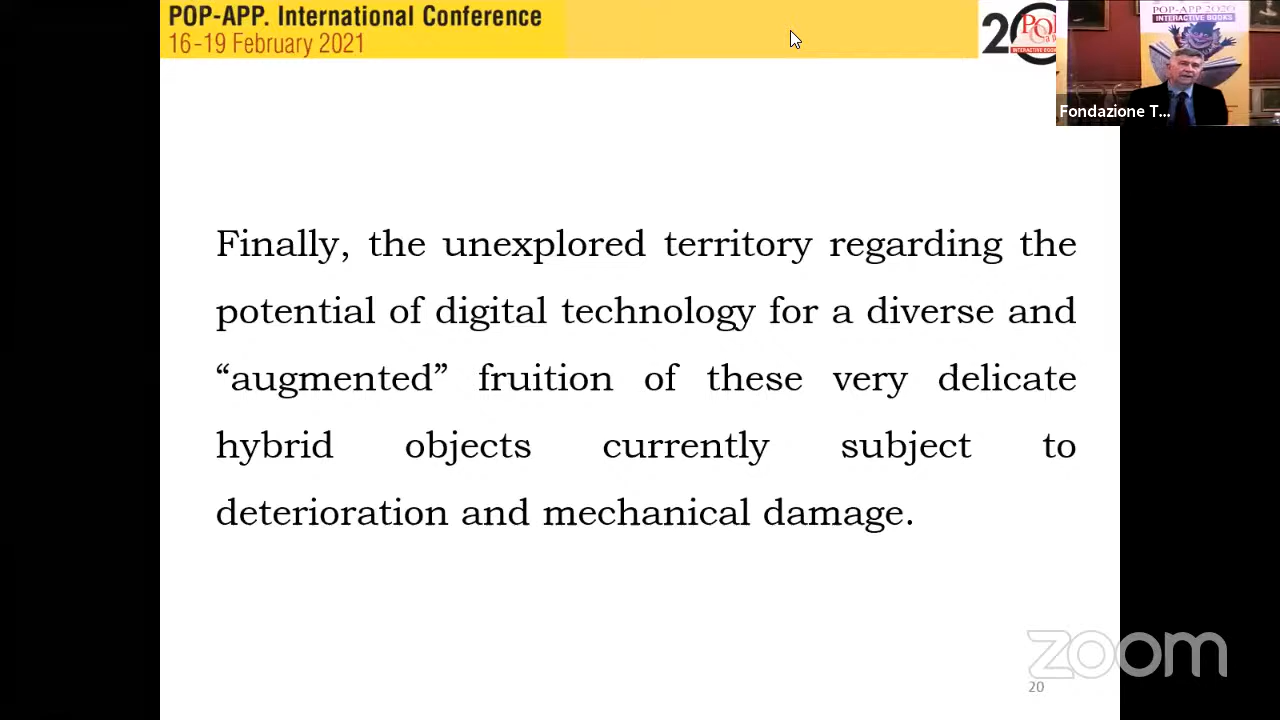 POP-APP. International Conference
16-19 February 2021
20
POP-APP 2020
INTERACTIVE BOOKS
Fondazione T...
Finally, the unexplored territory regarding the
potential of digital technology for a diverse and
“augmented” fruition of these very delicate
hybrid objects currently subject to
deterioration and mechanical damage.
zoom
20